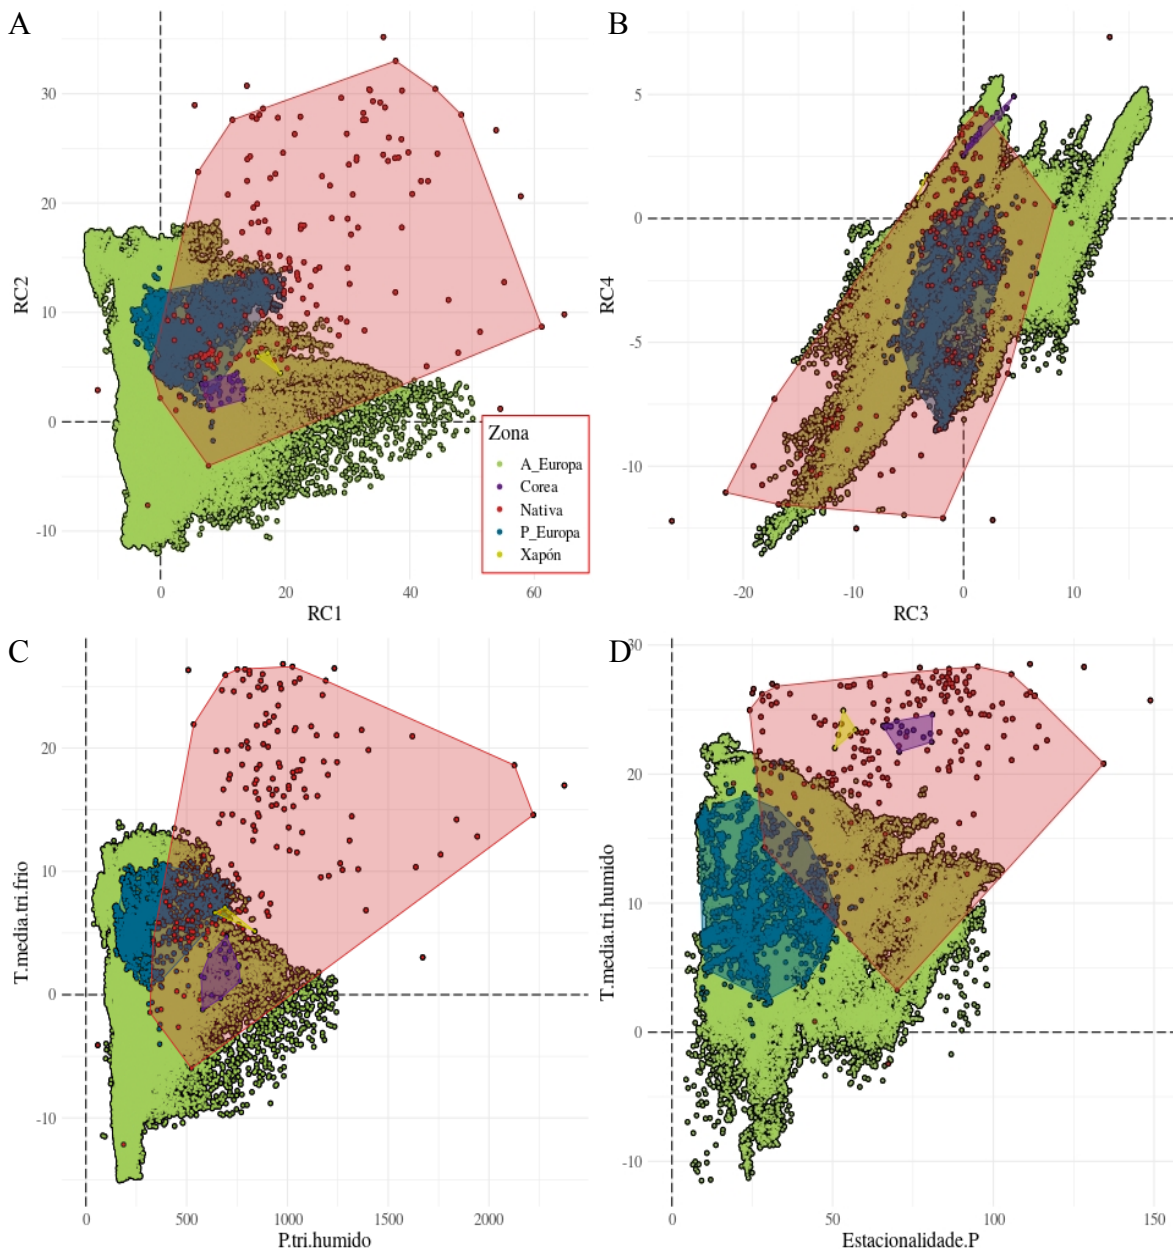 A
RC2
30
20
10
0
-10
0
20
40
60
RC1
Zona
A_Europa
Corea
Nativa
P_Europa
Xapón
B
RC4
5
0
-5
-10
-20
-10
0
10
RC3
C
T.media.tri.frio
20
10
0
-10
0
500
1000
1500
2000
P.tri.humido
D
T.media.tri.humido
30
20
10
0
-10
0
50
100
150
Estacionalidade.P